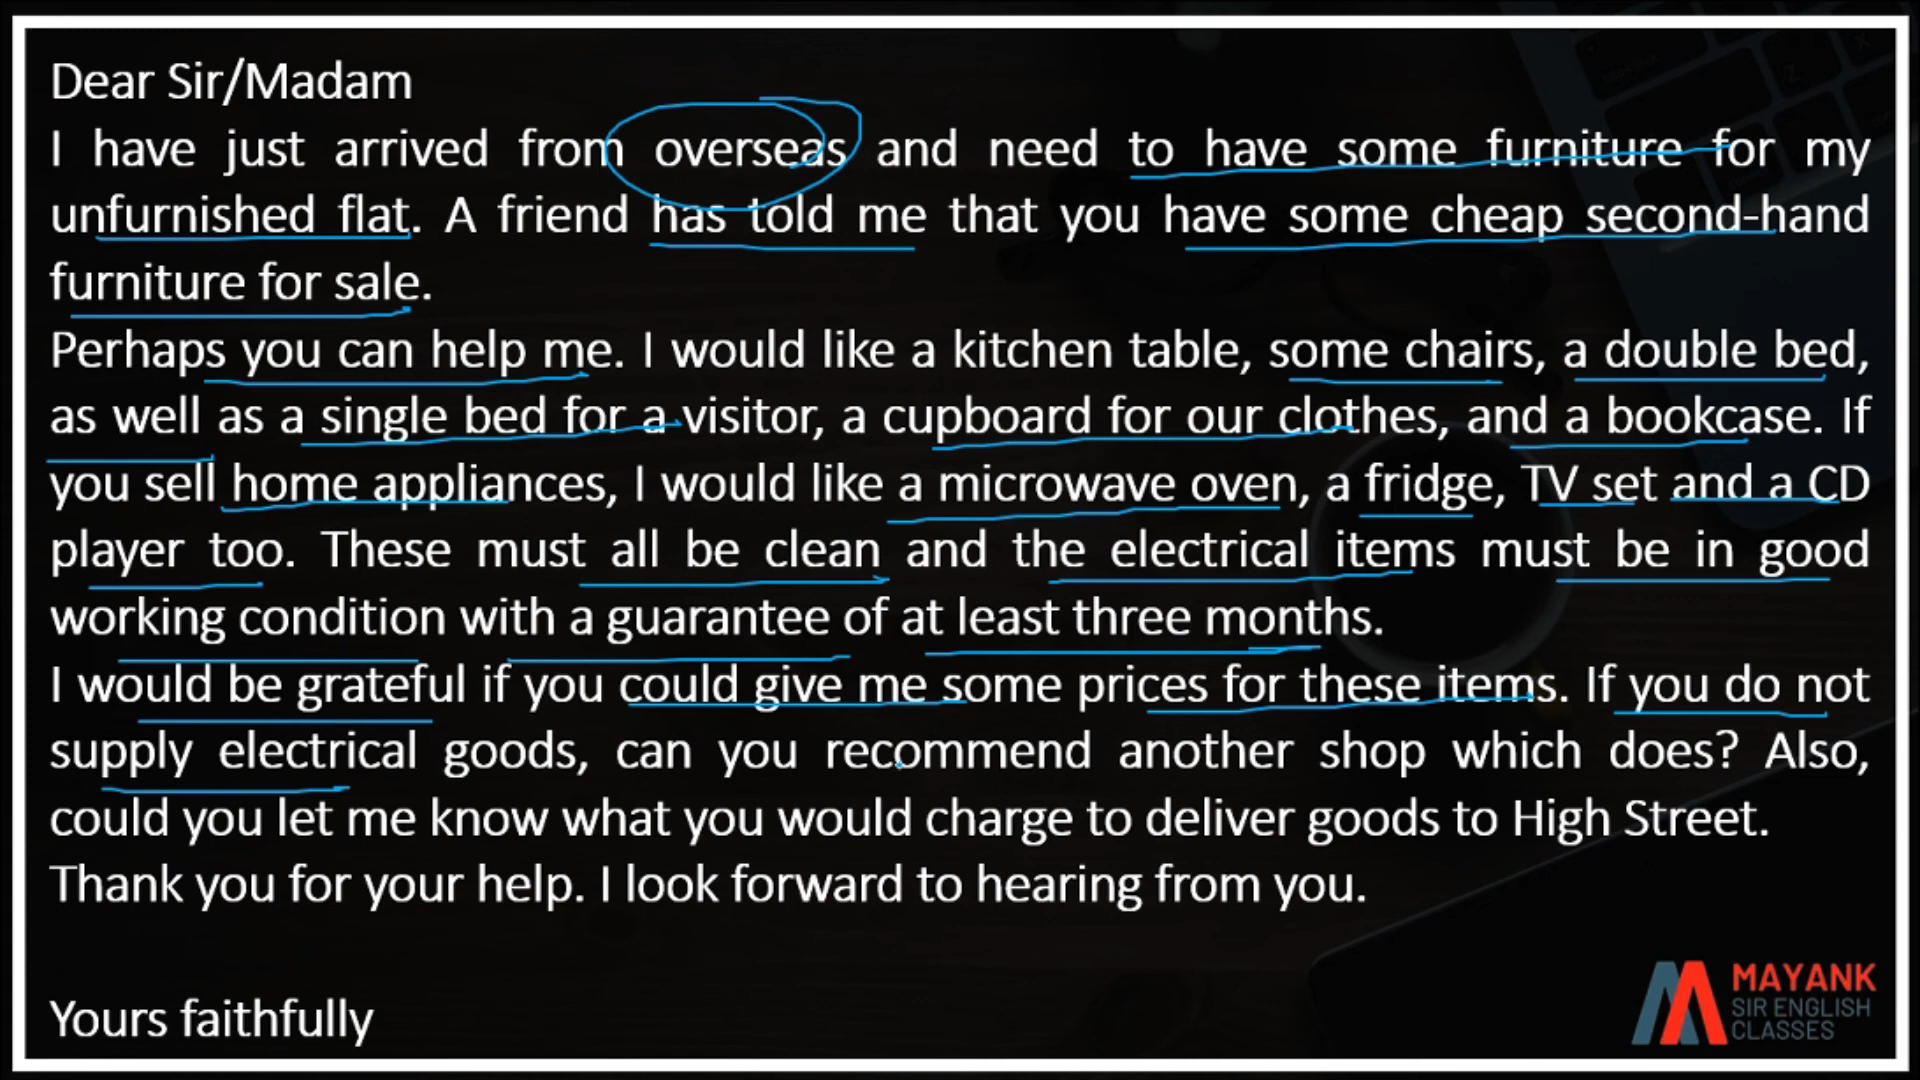 Dear Sir/Madam
I have just arrived from overseas and need to have some furniture for my
unfurnished flat. A friend has told me that you have some cheap second-hand
furniture for sale.
Perhaps you can help me. I would like a kitchen table, some chairs, a double bed,
as well as a single bed for a visitor, a cupboard for our clothes, and a bookcase. If
you sell home appliances, I would like a microwave oven, a fridge, TV set and a CD
player too. These must all be clean and the electrical items must be in good
working condition with a guarantee of at least three months.
I would be grateful if you could give me some prices for these items. If you do not
supply electrical goods, can you recommend another shop which does? Also,
could you let me know what you would charge to deliver goods to High Street.
Thank you for your help. I look forward to hearing from you.
Yours faithfully
MAYANK
SIR ENGLISH
CLASSES